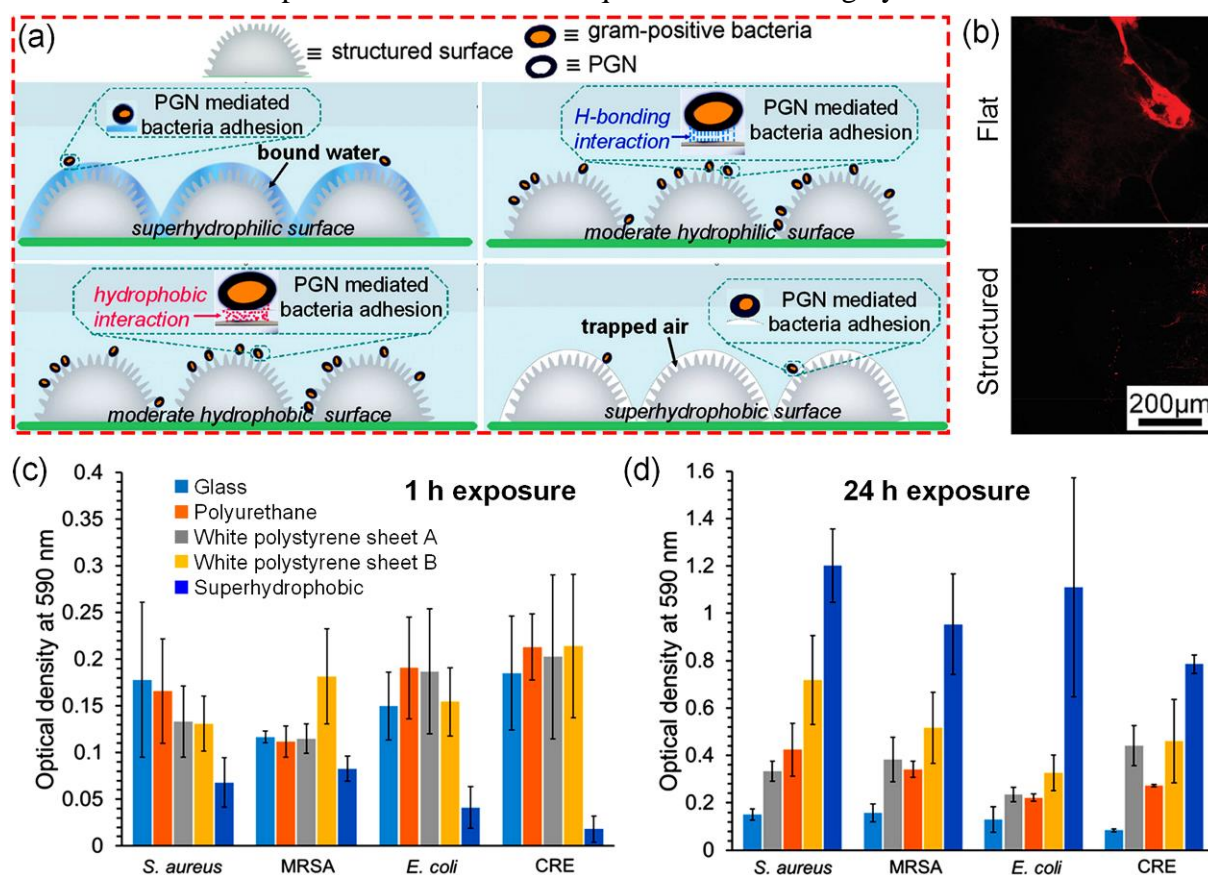 (a)
≡ structured surface
≡ gram-positive bacteria
≡ PGN
PGN mediated
bacteria adhesion
bound water
superhydrophilic surface
H-bonding
interaction
PGN mediated
bacteria adhesion
moderate hydrophilic surface
hydrophobic
interaction
PGN mediated
bacteria adhesion
moderate hydrophobic surface
trapped air
PGN mediated
bacteria adhesion
superhydrophobic surface
(b)
Flat
Structured
200μm
(c)
1 h exposure
Glass
Polyurethane
White polystyrene sheet A
White polystyrene sheet B
Superhydrophobic
Optical density at 590 nm
0.4
0.35
0.3
0.25
0.2
0.15
0.1
0.05
0
S. aureus MRSA E. coli CRE
(d)
24 h exposure
Optical density at 590 nm
1.6
1.4
1.2
1
0.8
0.6
0.4
0.2
0
S. aureus MRSA E. coli CRE